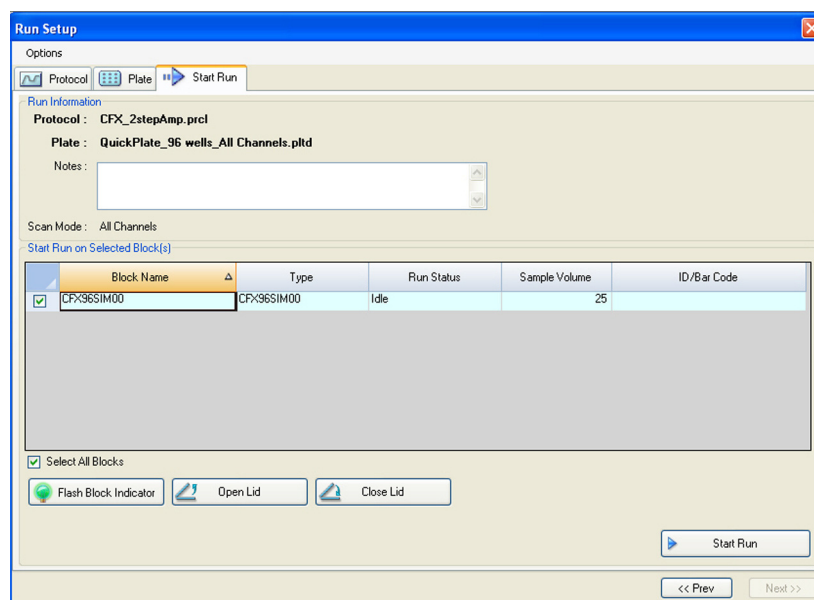 Run Setup
Options
Protocol Plate Start Run
Run Information
Protocol : CFX_2stepAmp.prcl
Plate : QuickPlate_96 wells_All Channels.pltd
Notes :
Scan Mode : All Channels
Start Run on Selected Block(s)
Block Name Type Run Status Sample Volume ID/Bar Code
CFX96SIM00 CFX96SIM00 Idle 25
Select All Blocks
Flash Block Indicator Open Lid Close Lid
Start Run
<< Prev Next >>